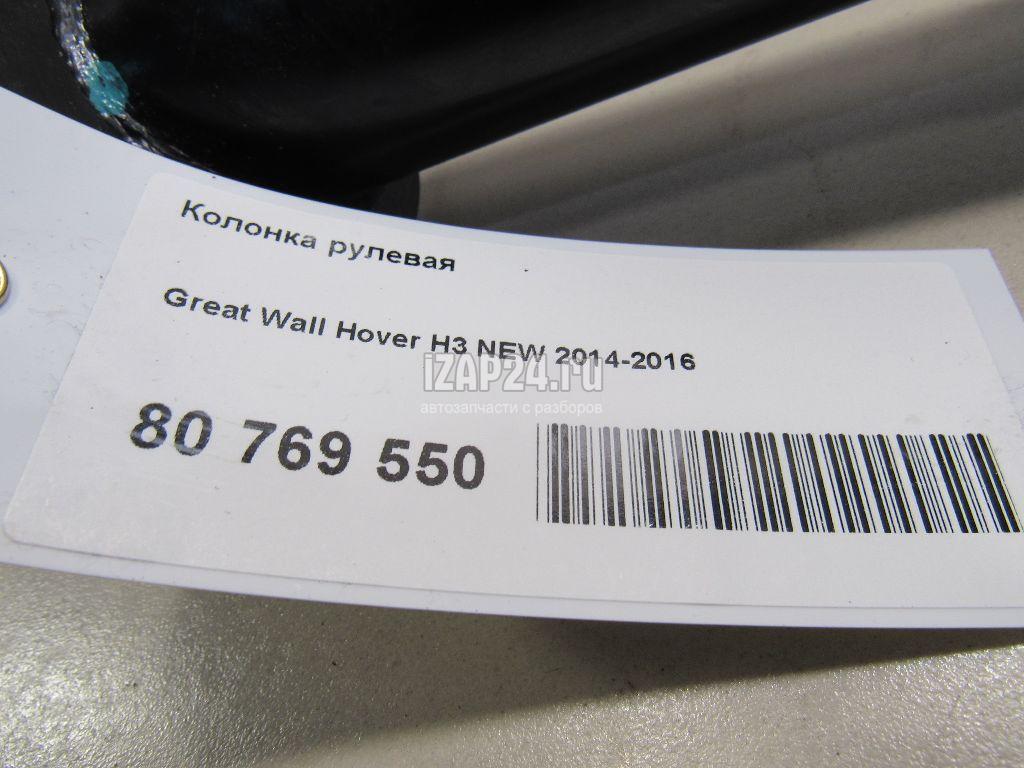 Колонка рулевая
Great Wall Hover H3 NEW 2014-2016
iZAP24.ru
автозапчасти с разборов
80 769 550